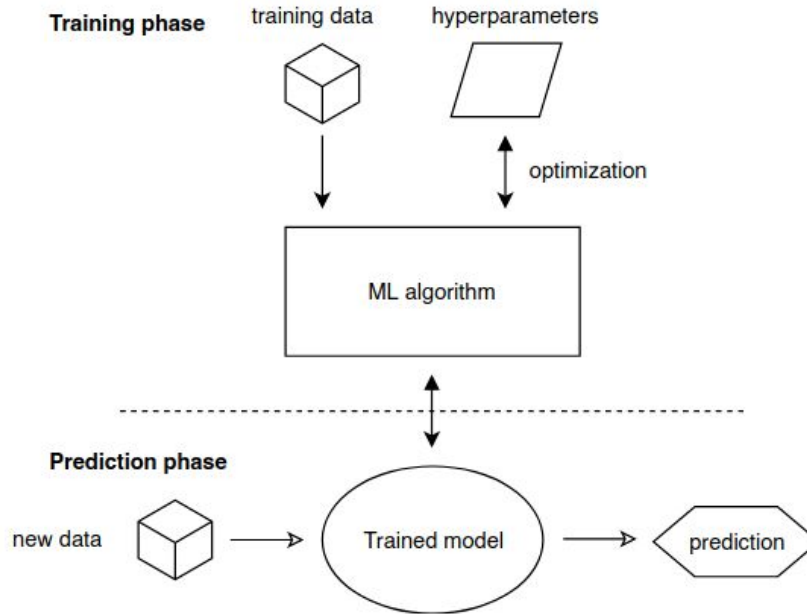 Training phase
training data
hyperparameters
optimization
ML algorithm
Prediction phase
new data
Trained model
prediction